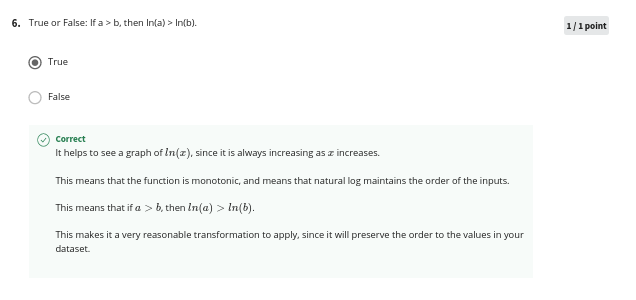 6. True or False: If a > b, then ln(a) > ln(b).
1 / 1 point
True
False
Correct
It helps to see a graph of ln(x), since it is always increasing as x increases.
This means that the function is monotonic, and means that natural log maintains the order of the inputs.
This means that if a > b, then ln(a) > ln(b).
This makes it a very reasonable transformation to apply, since it will preserve the order to the values in your
dataset.